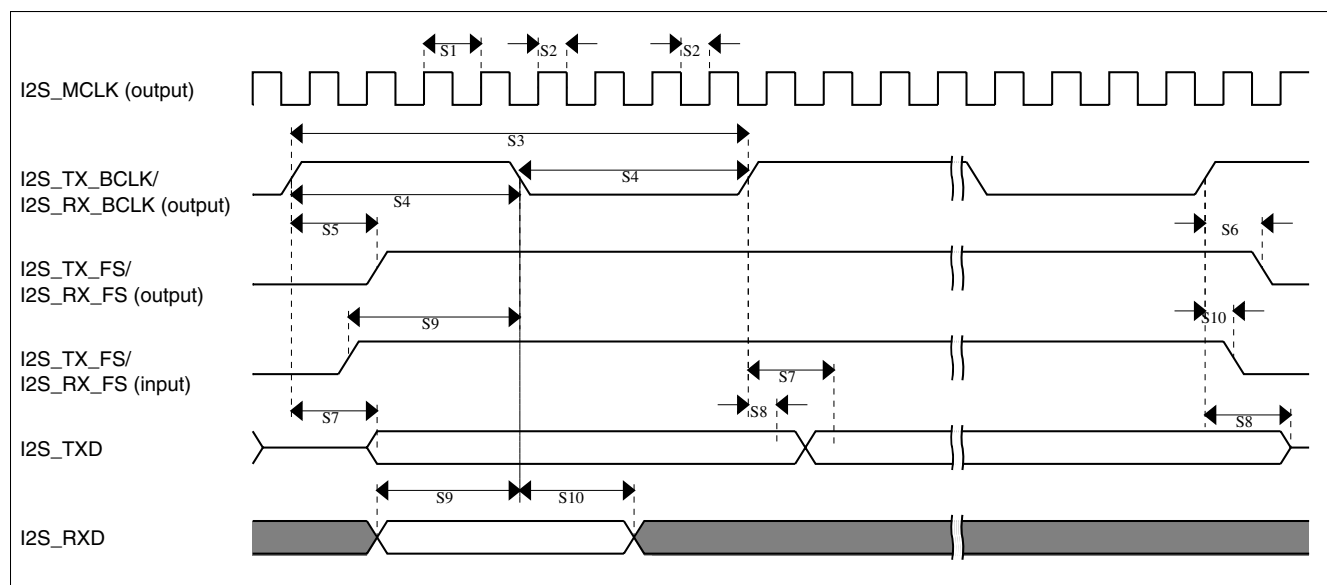 S1
S2
S2
I2S_MCLK (output)
S3
I2S_TX_BCLK/
I2S_RX_BCLK (output)
S4
S4
S5
S6
I2S_TX_FS/
I2S_RX_FS (output)
S9
S10
I2S_TX_FS/
I2S_RX_FS (input)
S7
S7
S8
S8
I2S_TXD
S9
S10
I2S_RXD